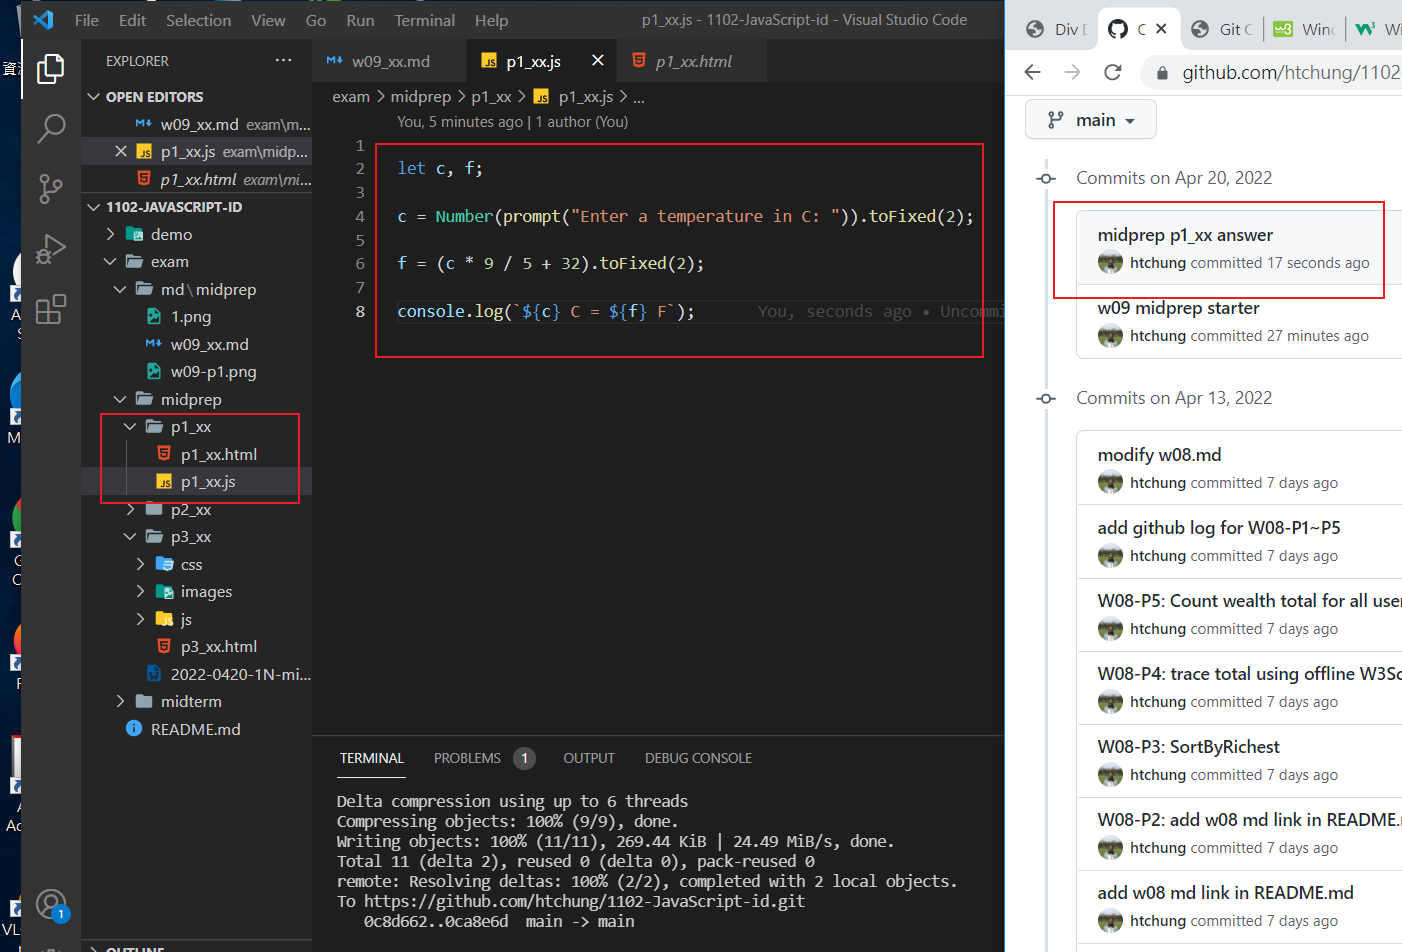 File Edit Selection View Go Run Terminal Help
p1_xx.js - 1102-JavaScript-id - Visual Studio Code
EXPLORER
OPEN EDITORS
w09_xx.md exam\m...
p1_xx.js exam\midp...
p1_xx.html exam\mi...
1102-JAVASCRIPT-ID
demo
exam
md\midprep
1.png
w09_xx.md
w09-p1.png
midprep
p1_xx
p1_xx.html
p1_xx.js
p2_xx
p3_xx
css
images
js
p3_xx.html
2022-0420-1N-mi...
midterm
README.md
OUTLINE
1
w09_xx.md
p1_xx.js
p1_xx.html
exam > midprep > p1_xx > p1_xx.js > ...
You, 5 minutes ago | 1 author (You)
1
2 let c, f;
3
4 c = Number(prompt("Enter a temperature in C: ")).toFixed(2);
5
6 f = (c * 9 / 5 + 32).toFixed(2);
7
8 console.log(`${c} C = ${f} F`); You, seconds ago • Uncommi
TERMINAL PROBLEMS 1 OUTPUT DEBUG CONSOLE
Delta compression using up to 6 threads
Compressing objects: 100% (9/9), done.
Writing objects: 100% (11/11), 269.44 KiB | 24.49 MiB/s, done.
Total 11 (delta 2), reused 0 (delta 0), pack-reused 0
remote: Resolving deltas: 100% (2/2), completed with 2 local objects.
To https://github.com/htchung/1102-JavaScript-id.git
0c8d662..0ca8e6d main -> main
Div Git
github.com/htchung/1102
main
Commits on Apr 20, 2022
midprep p1_xx answer
htchung committed 17 seconds ago
w09 midprep starter
htchung committed 27 minutes ago
Commits on Apr 13, 2022
modify w08.md
htchung committed 7 days ago
add github log for W08-P1~P5
htchung committed 7 days ago
W08-P5: Count wealth total for all user
htchung committed 7 days ago
W08-P4: trace total using offline W3Sc
htchung committed 7 days ago
W08-P3: SortByRichest
htchung committed 7 days ago
W08-P2: add w08 md link in README.
htchung committed 7 days ago
add w08 md link in README.md
htchung committed 7 days ago